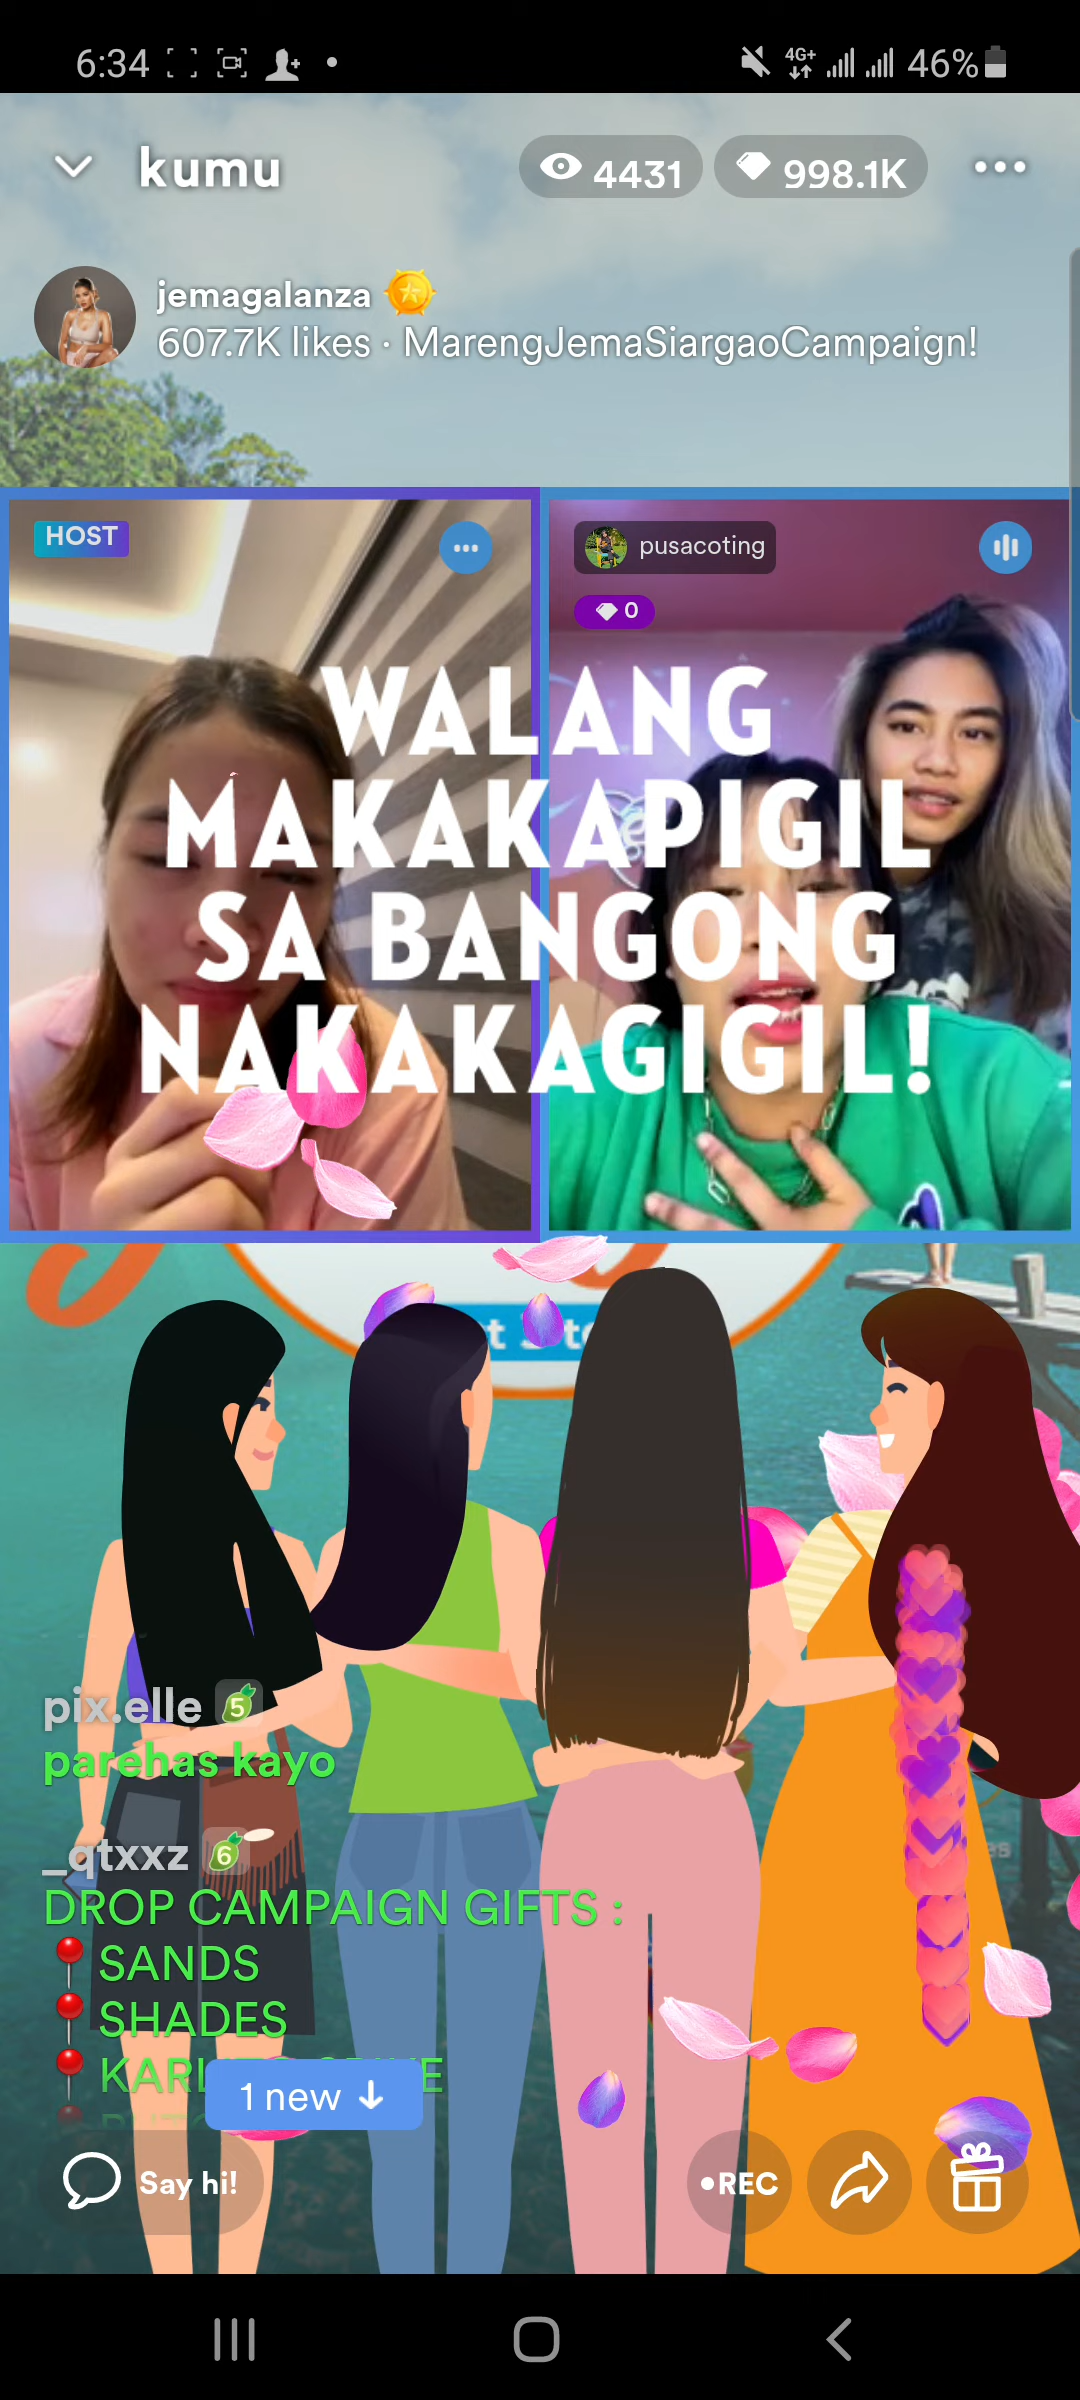 6:34
4G+
46%
kumu
4431
998.1K
jemagalanza
607.7K likes · MarengJemaSiargaoCampaign!
HOST
pusacoting
0
WALANG
MAKAKAPIGIL
SA BANGONG
NAKAKAGIGIL!
pix.elle 5
parehas kayo
_qtxxz 6
DROP CAMPAIGN GIFTS :
SANDS
SHADES
1 new
Say hi!
•REC